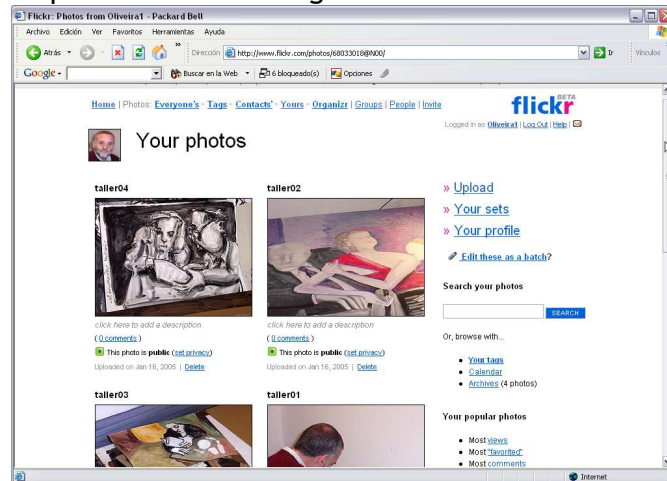 Flickr: Photos from Oliveira1 - Packard Bell
Archivo Edición Ver Favoritos Herramientas Ayuda
Atrás Dirección http://www.flickr.com/photos/68033018@N00/ Ir Vínculos
Google Buscar en la Web 6 bloqueado(s) Opciones
Home | Photos: Everyone's · Tags · Contacts' · Yours · Organizr | Groups | People | Invite
flickr BETA
Logged in as Oliveira1 | Log Out | Help |
Your photos
taller04 taller02
» Upload
» Your sets
» Your profile
Edit these as a batch?
Search your photos
SEARCH
click here to add a description click here to add a description
( 0 comments ) ( 0 comments )
Or, browse with...
This photo is public (set privacy) This photo is public (set privacy)
Uploaded on Jan 16, 2005 | Delete Uploaded on Jan 16, 2005 | Delete
• Your tags
• Calendar
• Archives (4 photos)
taller03 taller01
Your popular photos
• Most views
• Most "favorited"
• Most comments
Internet